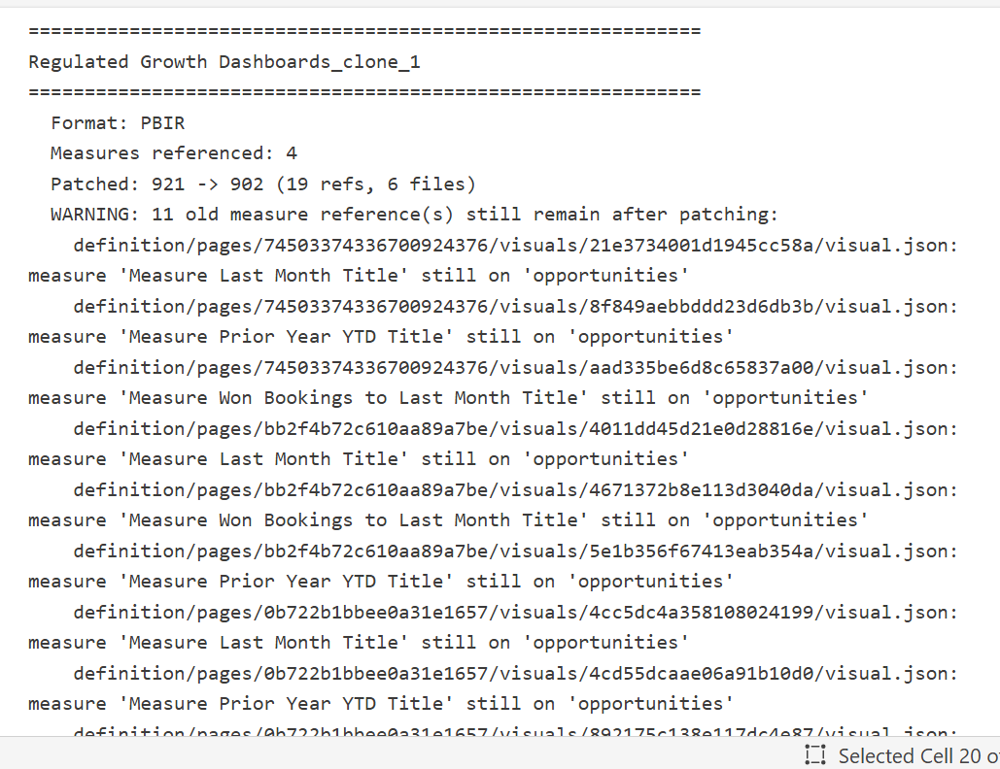 ============================================================
Regulated Growth Dashboards_clone_1
============================================================
  Format: PBIR
  Measures referenced: 4
  Patched: 921 -> 902 (19 refs, 6 files)
  WARNING: 11 old measure reference(s) still remain after patching:
    definition/pages/74503374336700924376/visuals/21e3734001d1945cc58a/visual.json:
measure 'Measure Last Month Title' still on 'opportunities'
    definition/pages/74503374336700924376/visuals/8f849aebbddd23d6db3b/visual.json:
measure 'Measure Prior Year YTD Title' still on 'opportunities'
    definition/pages/74503374336700924376/visuals/aad335be6d8c65837a00/visual.json:
measure 'Measure Won Bookings to Last Month Title' still on 'opportunities'
    definition/pages/bb2f4b72c610aa89a7be/visuals/4011dd45d21e0d28816e/visual.json:
measure 'Measure Last Month Title' still on 'opportunities'
    definition/pages/bb2f4b72c610aa89a7be/visuals/4671372b8e113d3040da/visual.json:
measure 'Measure Won Bookings to Last Month Title' still on 'opportunities'
    definition/pages/bb2f4b72c610aa89a7be/visuals/5e1b356f67413eab354a/visual.json:
measure 'Measure Prior Year YTD Title' still on 'opportunities'
    definition/pages/0b722b1bbee0a31e1657/visuals/4cc5dc4a358108024199/visual.json:
measure 'Measure Last Month Title' still on 'opportunities'
    definition/pages/0b722b1bbee0a31e1657/visuals/4cd55dcaae06a91b10d0/visual.json:
measure 'Measure Prior Year YTD Title' still on 'opportunities'
    definition/pages/0b722b1bbee0a31e1657/visuals/892175c138e117dc4e87/visual.json:
Selected Cell 20 o